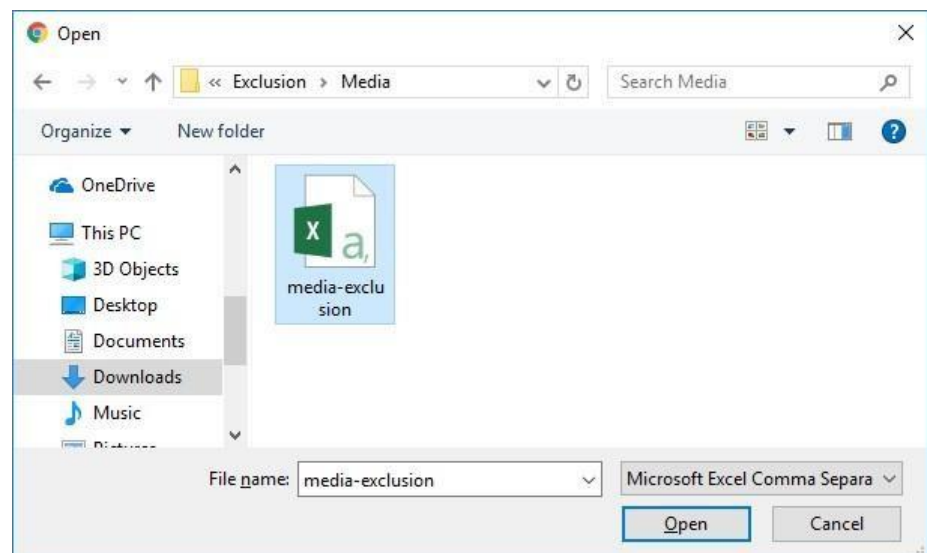 Open
« Exclusion > Media
Search Media
Organize
New folder
OneDrive
This PC
3D Objects
Desktop
Documents
Downloads
Music
media-exclu
sion
File name: media-exclusion
Microsoft Excel Comma Separa
Open
Cancel